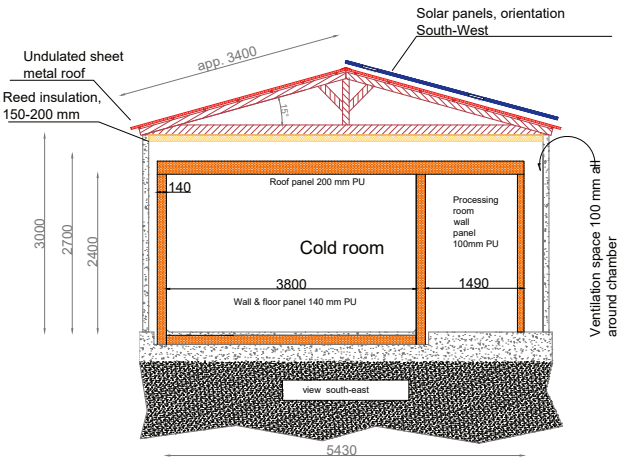 Solar panels, orientation
South-West
app. 3400
Undulated sheet
metal roof
Reed insulation,
150-200 mm
15°
140
Roof panel 200 mm PU
Processing
room
wall
panel
100mm PU
Cold room
3000
2700
2400
3800
1490
Wall & floor panel 140 mm PU
Ventilation space 100 mm all
around chamber
view south-east
5430